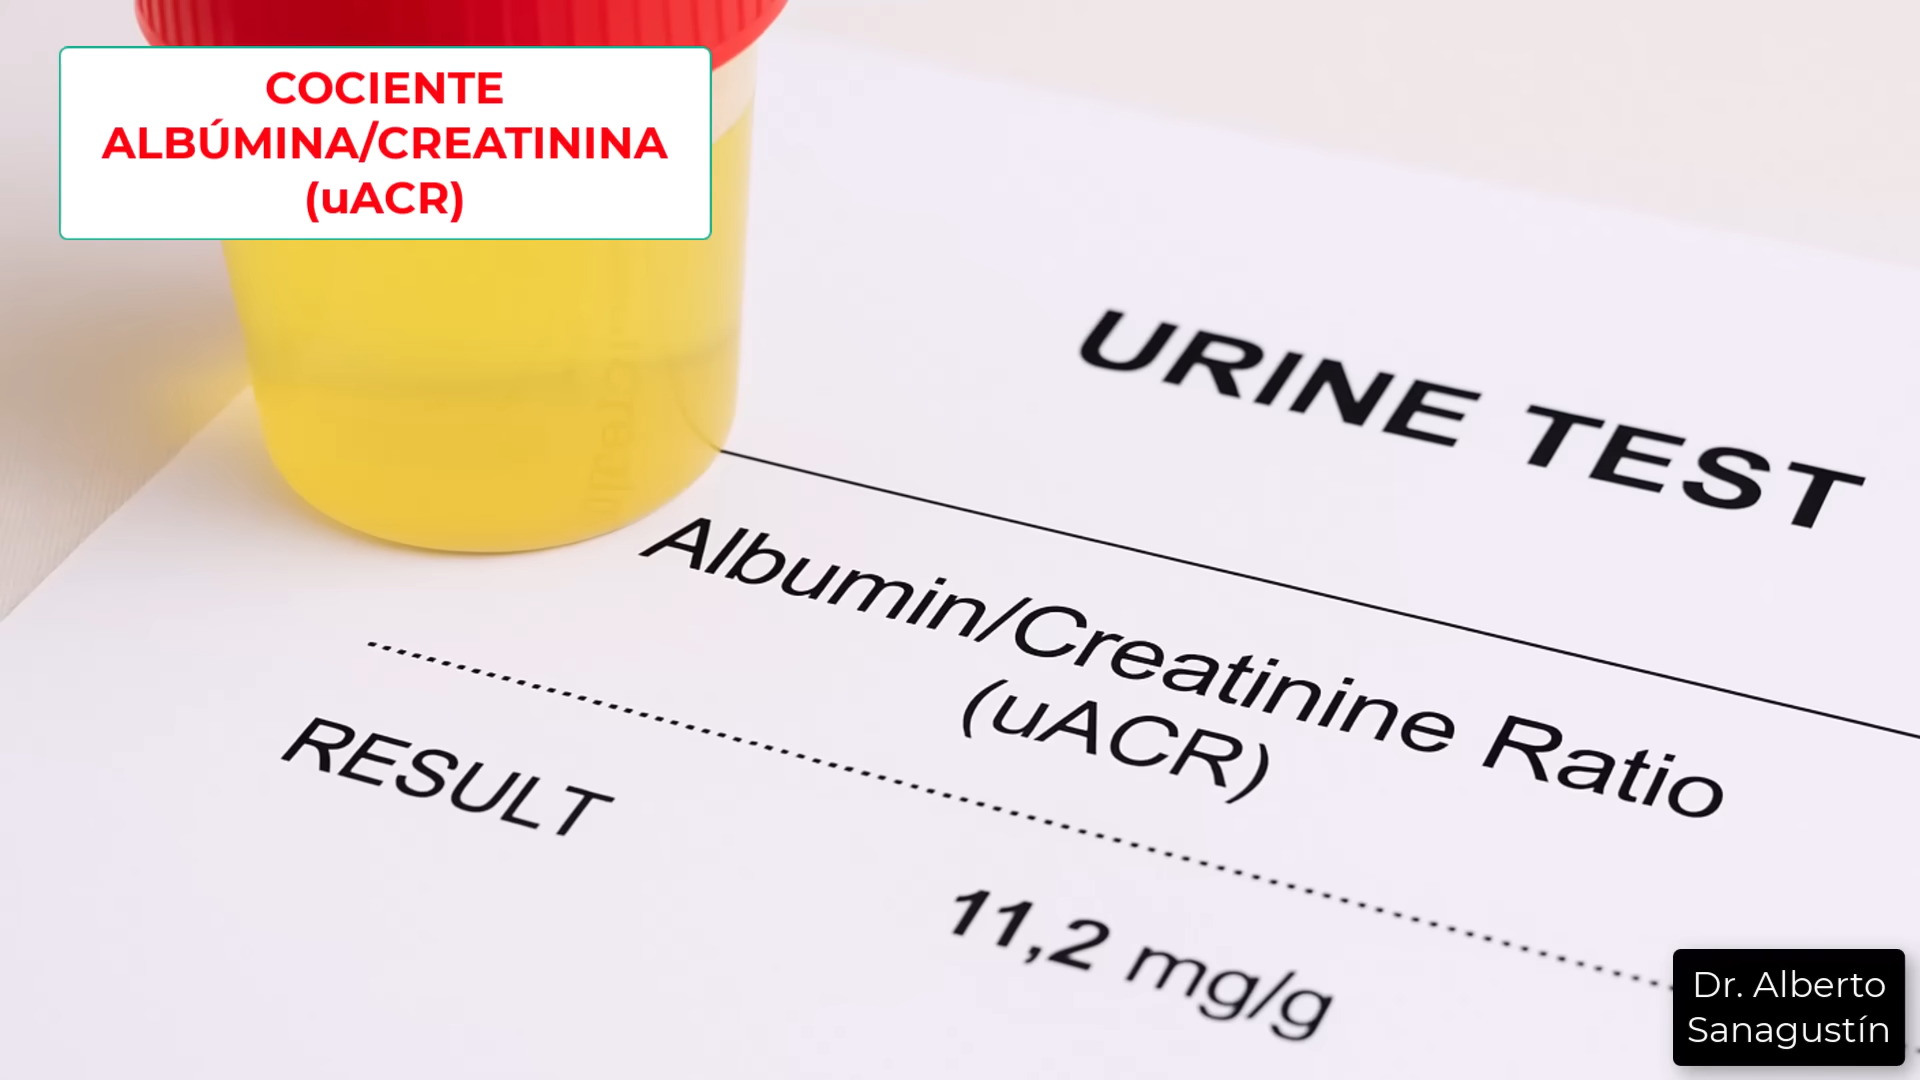 COCIENTE
ALBÚMINA/CREATININA
(uACR)
URINE TEST
Albumin/Creatinine Ratio
(uACR)
RESULT
11,2 mg/g
Dr. Alberto
Sanagustín